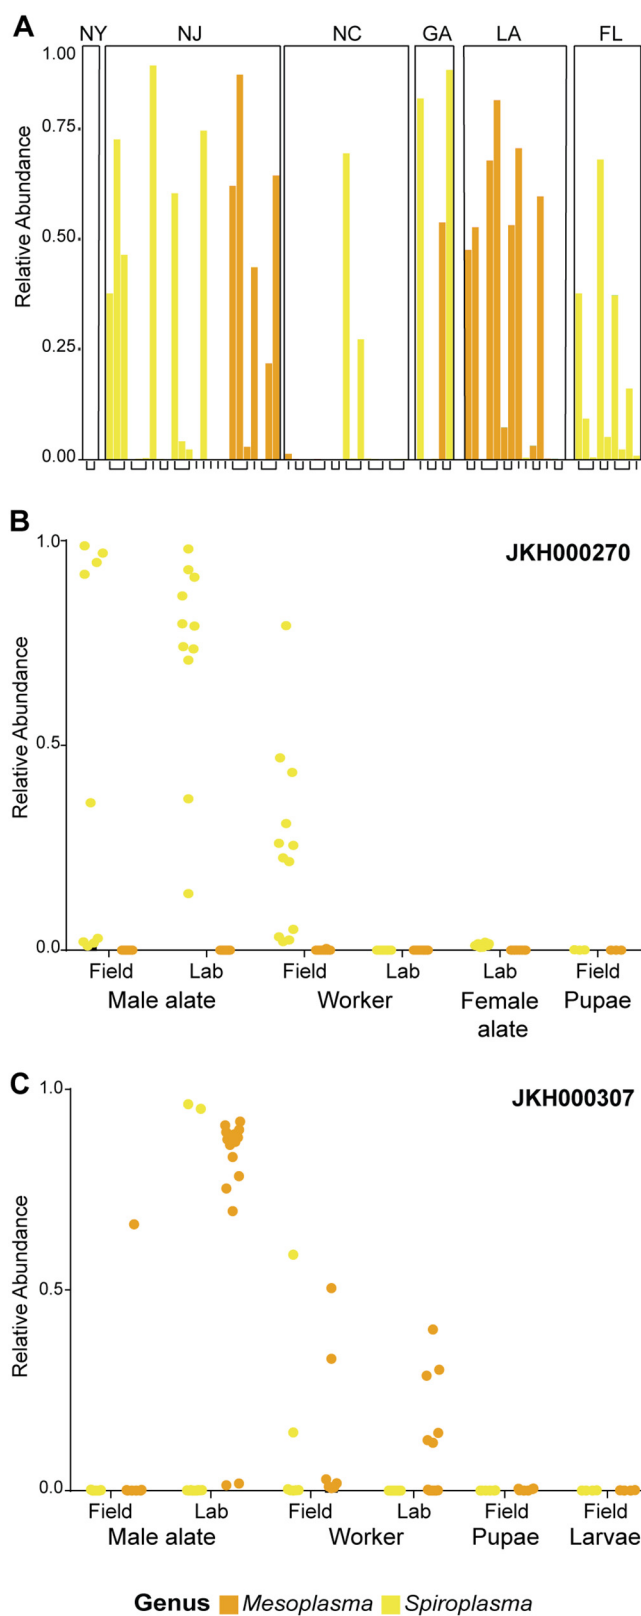 A
NY NJ NC GA LA FL
1.00
0.75
0.50
0.25
0.00
Relative Abundance
B
JKH000270
1.0
0.5
0.0
Relative Abundance
Field Lab Field Lab Lab Field
Male alate Worker Female Pupae
alate
C
JKH000307
1.0
0.5
0.0
Relative Abundance
Field Lab Field Lab Field Field
Male alate Worker Pupae Larvae
Genus Mesoplasma Spiroplasma